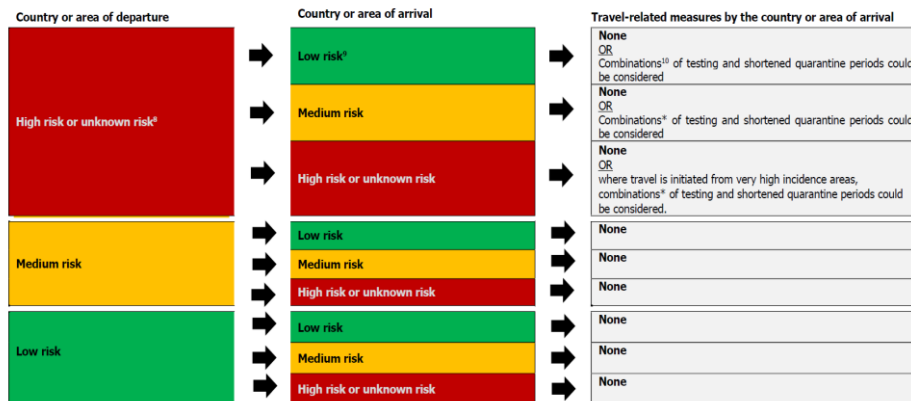 Country or area of departure
Country or area of arrival
Travel-related measures by the country or area of arrival
High risk or unknown risk⁸
Low risk⁹
None
OR
Combinations¹⁰ of testing and shortened quarantine periods could
be considered
Medium risk
None
OR
Combinations* of testing and shortened quarantine periods could
be considered
High risk or unknown risk
None
OR
where travel is initiated from very high incidence areas,
combinations* of testing and shortened quarantine periods could
be considered.
Medium risk
Low risk
None
Medium risk
None
High risk or unknown risk
None
Low risk
Low risk
None
Medium risk
None
High risk or unknown risk
None